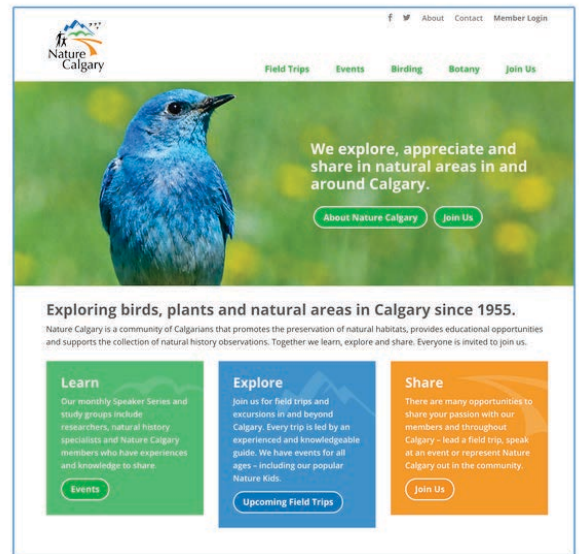 About Contact Member Login
Nature
Calgary
Field Trips Events Birding Botany Join Us
We explore, appreciate and
share in natural areas in and
around Calgary.
About Nature Calgary Join Us
Exploring birds, plants and natural areas in Calgary since 1955.
Nature Calgary is a community of Calgarians that promotes the preservation of natural habitats, provides educational opportunities
and supports the collection of natural history observations. Together we learn, explore and share. Everyone is invited to join us.
Learn
Our monthly Speaker Series and
study groups include
researchers, natural history
specialists and Nature Calgary
members who have experiences
and knowledge to share.
Events
Explore
Join us for field trips and
excursions in and beyond
Calgary. Every trip is led by an
experienced and knowledgeable
guide. We have events for all
ages – including our popular
Nature Kids.
Upcoming Field Trips
Share
There are many opportunities to
share your passion with our
members and throughout
Calgary – lead a field trip, speak
at an event or represent Nature
Calgary out in the community.
Join Us